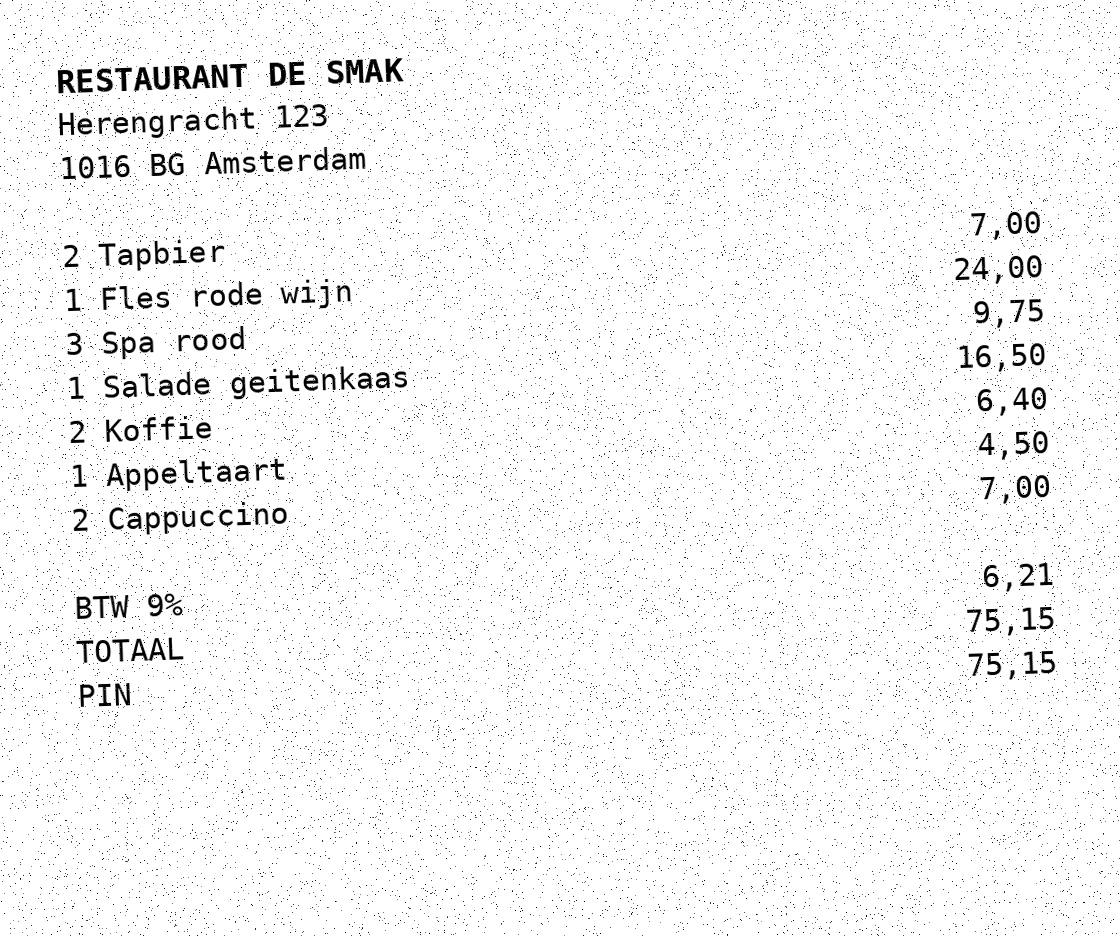 RESTAURANT DE SMAK
Herengracht 123
1016 BG Amsterdam
2 Tapbier 7,00
1 Fles rode wijn 24,00
3 Spa rood 9,75
1 Salade geitenkaas 16,50
2 Koffie 6,40
1 Appeltaart 4,50
2 Cappuccino 7,00
BTW 9% 6,21
TOTAAL 75,15
PIN 75,15